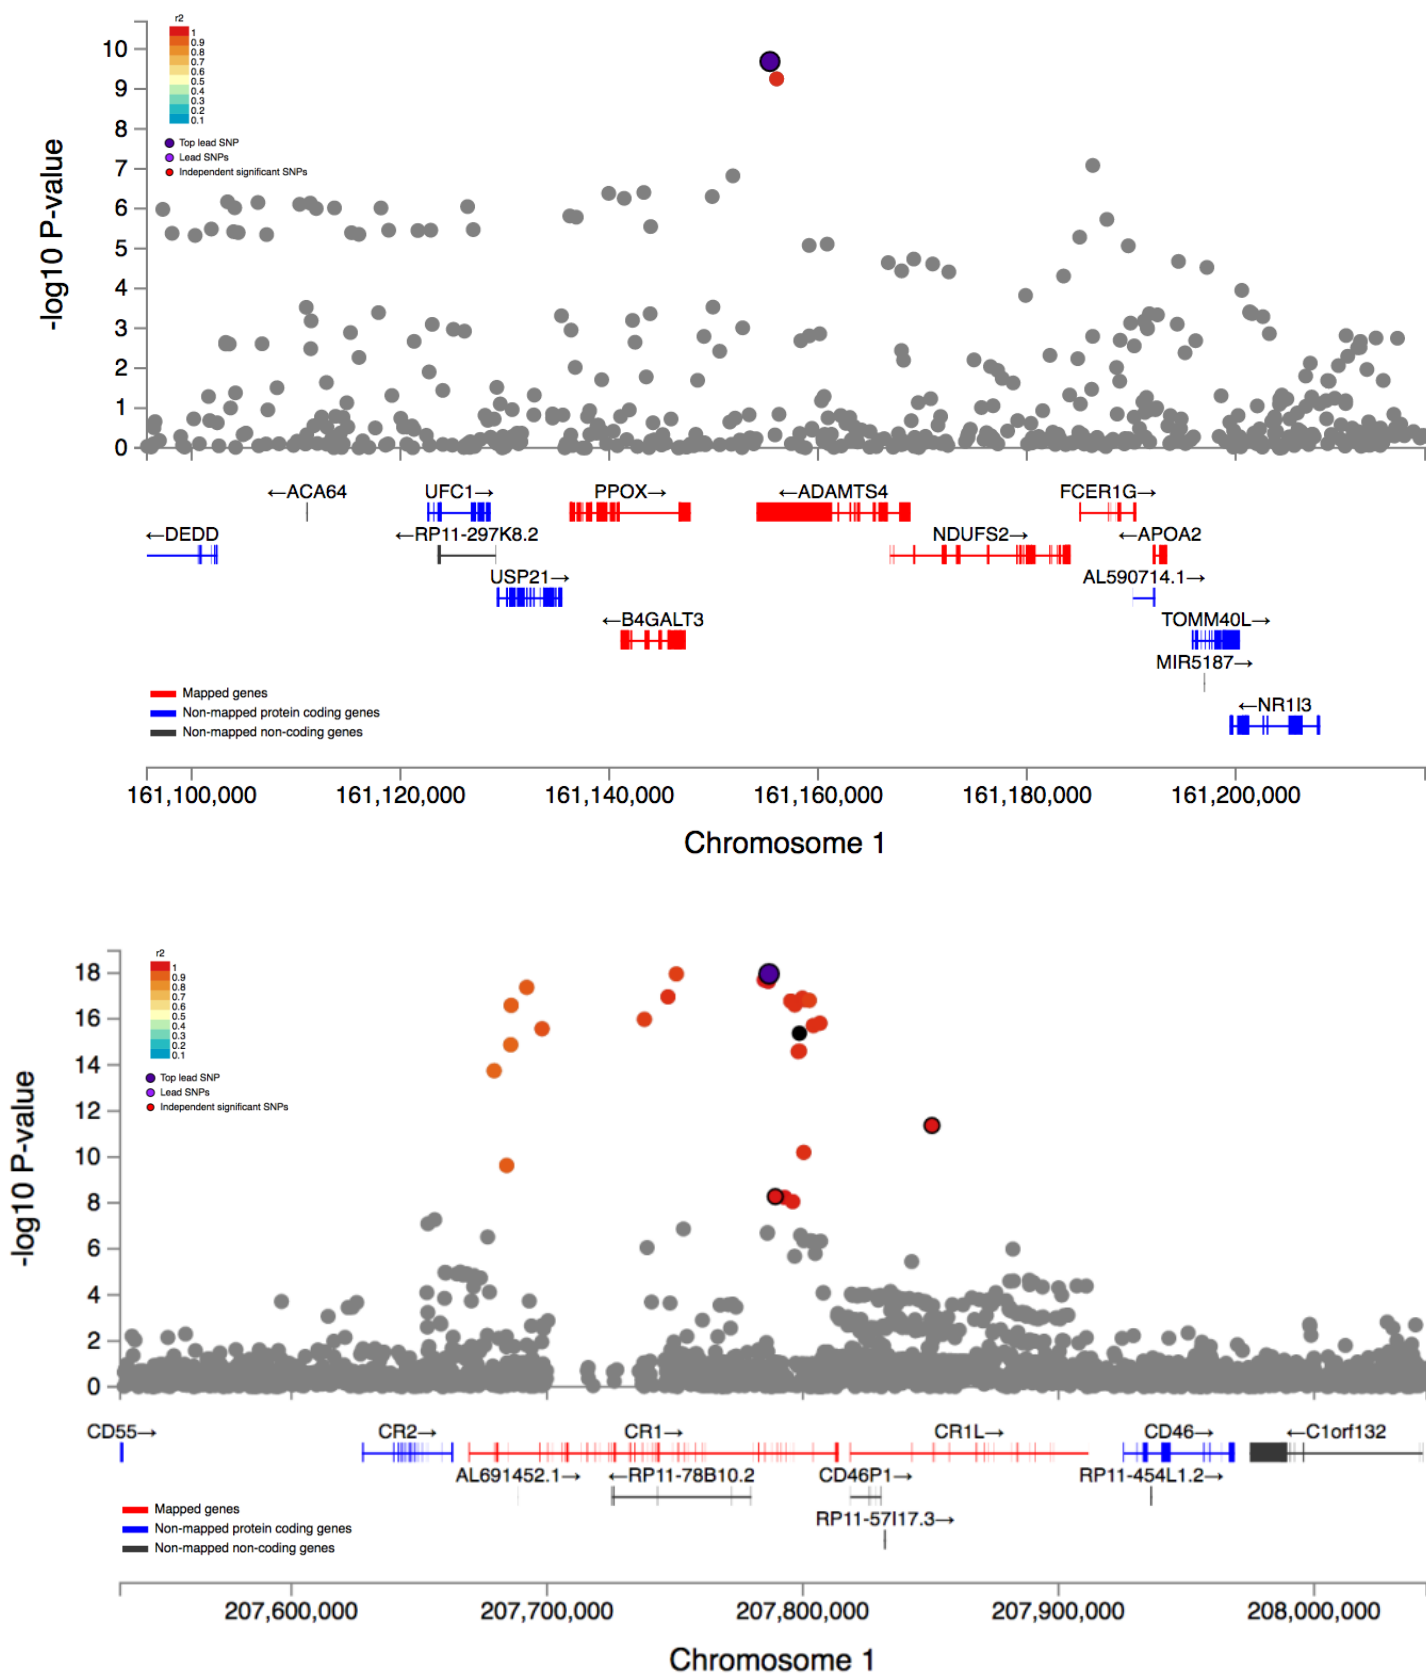 r2
1
0.9
0.8
0.7
0.6
0.5
0.4
0.3
0.2
0.1
Top lead SNP
Lead SNPs
Independent significant SNPs
-log10 P-value
10
9
8
7
6
5
4
3
2
1
0
←ACA64 UFC1→ PPOX→ ←ADAMTS4 FCER1G→
←DEDD ←RP11-297K8.2 NDUFS2→ ←APOA2
USP21→ AL590714.1→
←B4GALT3 TOMM40L→
MIR5187→
←NR1I3
Mapped genes
Non-mapped protein coding genes
Non-mapped non-coding genes
161,100,000 161,120,000 161,140,000 161,160,000 161,180,000 161,200,000
Chromosome 1
r2
1
0.9
0.8
0.7
0.6
0.5
0.4
0.3
0.2
0.1
Top lead SNP
Lead SNPs
Independent significant SNPs
-log10 P-value
18
16
14
12
10
8
6
4
2
0
CD55→ CR2→ CR1→ CR1L→ CD46→ ←C1orf132
AL691452.1→ ←RP11-78B10.2 CD46P1→ RP11-454L1.2→
RP11-57I17.3→
Mapped genes
Non-mapped protein coding genes
Non-mapped non-coding genes
207,600,000 207,700,000 207,800,000 207,900,000 208,000,000
Chromosome 1